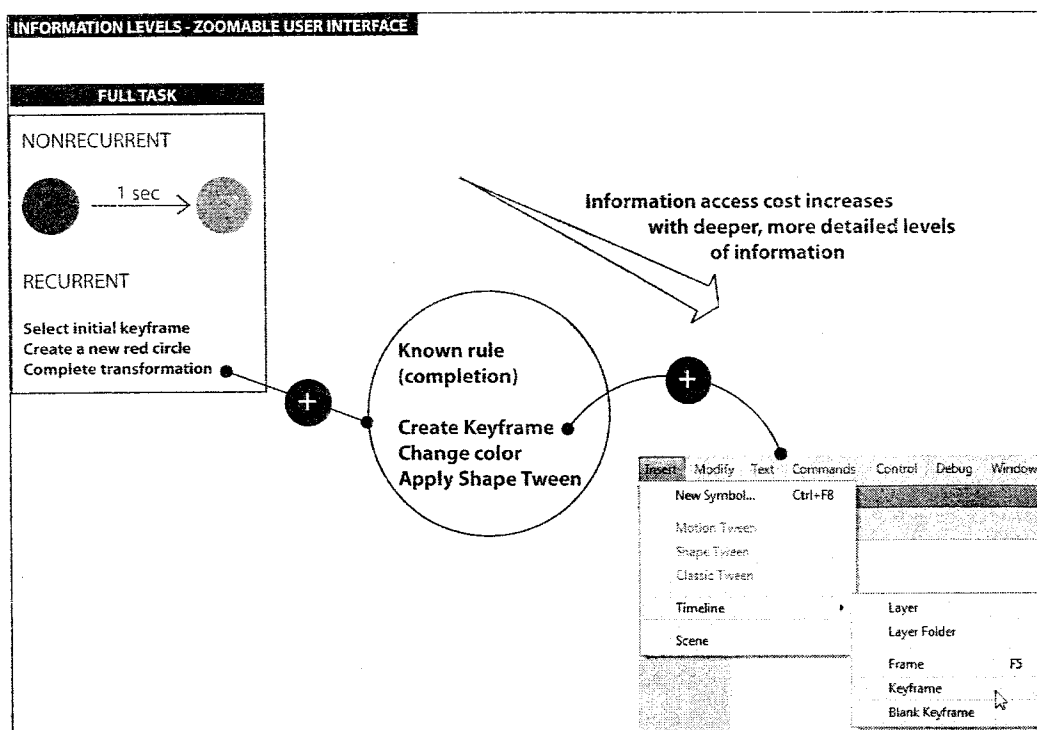 INFORMATION LEVELS - ZOOMABLE USER INTERFACE
FULL TASK
NONRECURRENT
1 sec
RECURRENT
Select initial keyframe
Create a new red circle
Complete transformation
Information access cost increases
with deeper, more detailed levels
of information
Known rule
(completion)
Create Keyframe
Change color
Apply Shape Tween
Insert Modify Text Commands Control Debug Window
New Symbol... Ctrl+F8
Motion Tween
Shape Tween
Classic Tween
Timeline
Scene
Layer
Layer Folder
Frame F5
Keyframe
Blank Keyframe